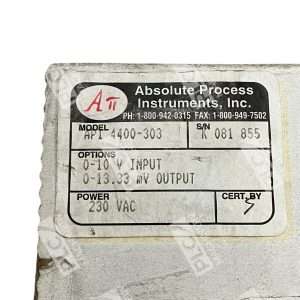 Absolute Process
Instruments, Inc.
Aπ
PH: 1-800-942-0315 FAX: 1-800-949-7502
MODEL S/N
API 4400-303 K 081 855
OPTIONS
0-10 V INPUT
0-13.33 mV OUTPUT
POWER CERT. BY
230 VAC